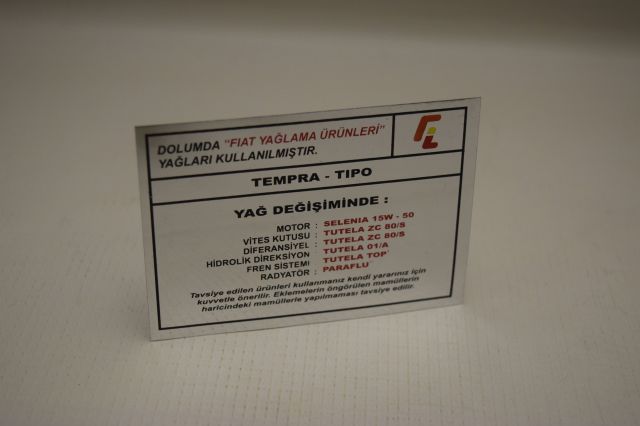 DOLUMDA "FIAT YAĞLAMA ÜRÜNLERİ"
YAĞLARI KULLANILMIŞTIR.
TEMPRA - TIPO
YAĞ DEĞİŞİMİNDE :
MOTOR : SELENIA 15W - 50
VİTES KUTUSU : TUTELA ZC 80/S
DİFERANSİYEL : TUTELA ZC 80/S
HİDROLİK DİREKSİYON : TUTELA 01/A
FREN SİSTEMİ : TUTELA TOP
RADYATÖR : PARAFLU
Tavsiye edilen ürünleri kullanmanız kendi yararınız için
kuvvetle önerilir. Eklemelerin öngörülen mamüllerin
haricindeki mamüllerle yapılmaması tavsiye edilir.